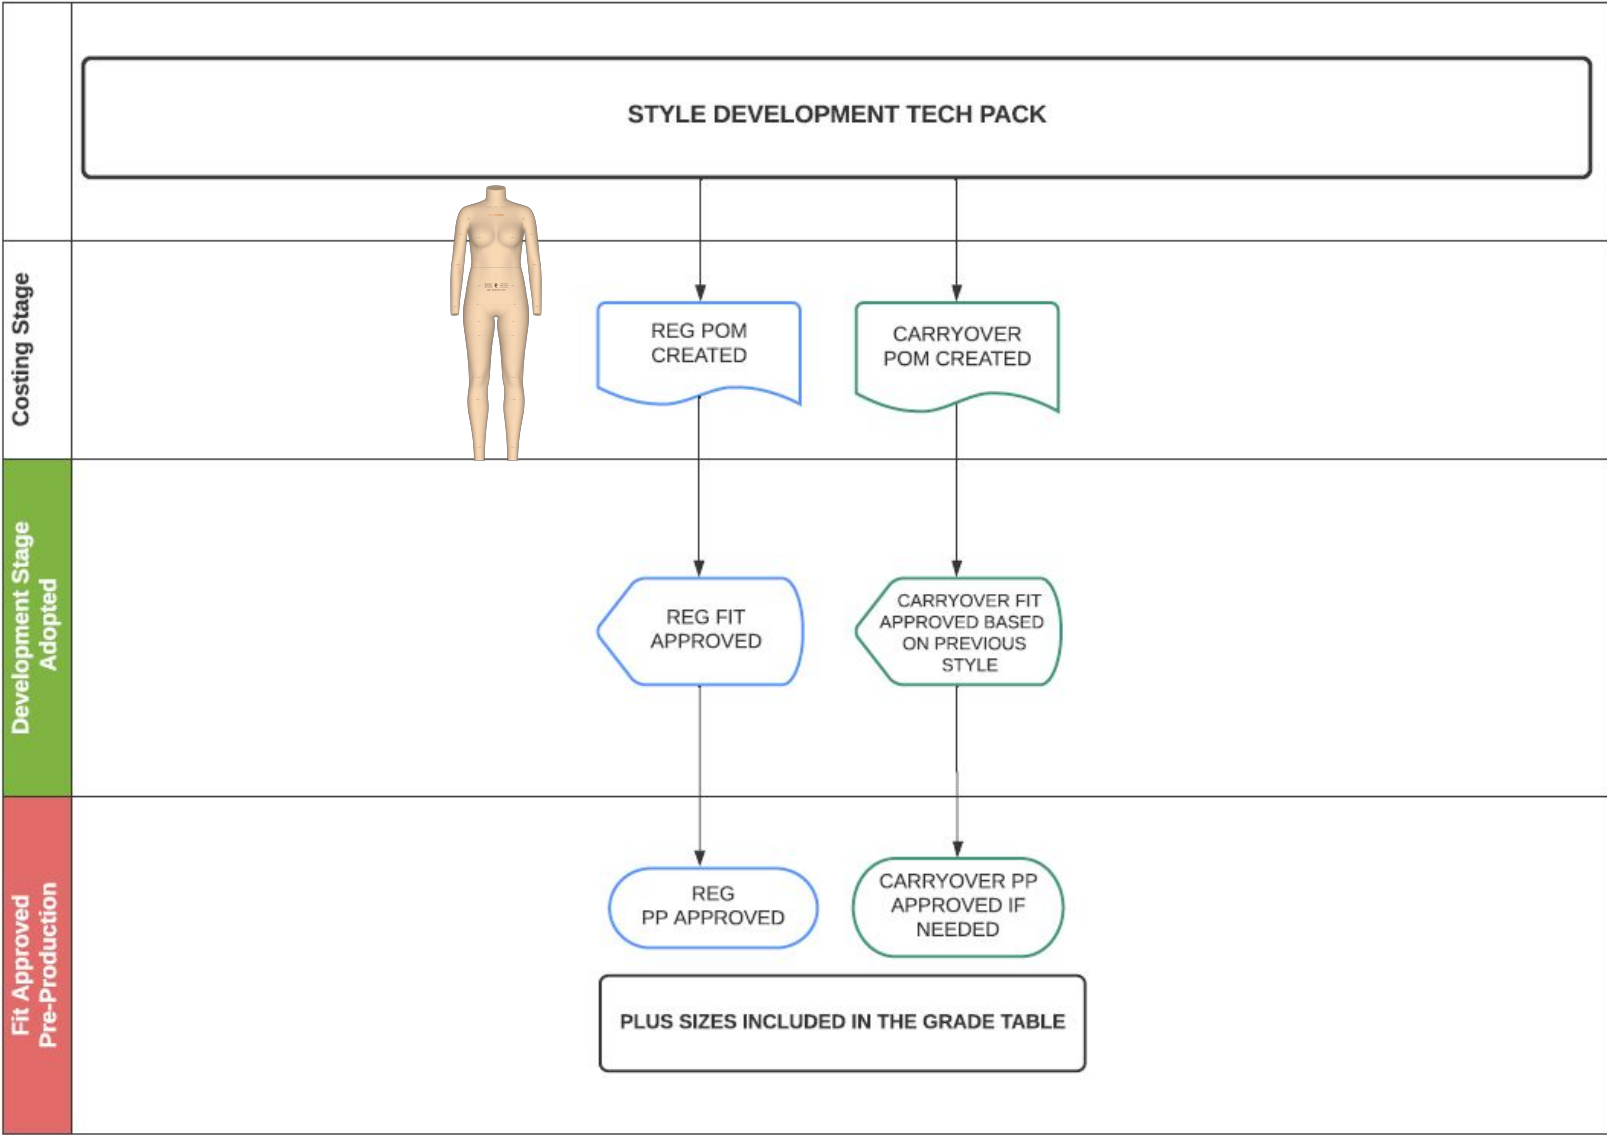 STYLE DEVELOPMENT TECH PACK
Costing Stage
REG POM
CREATED
CARRYOVER
POM CREATED
Development Stage
Adopted
REG FIT
APPROVED
CARRYOVER FIT
APPROVED BASED
ON PREVIOUS
STYLE
Fit Approved
Pre-Production
REG
PP APPROVED
CARRYOVER PP
APPROVED IF
NEEDED
PLUS SIZES INCLUDED IN THE GRADE TABLE